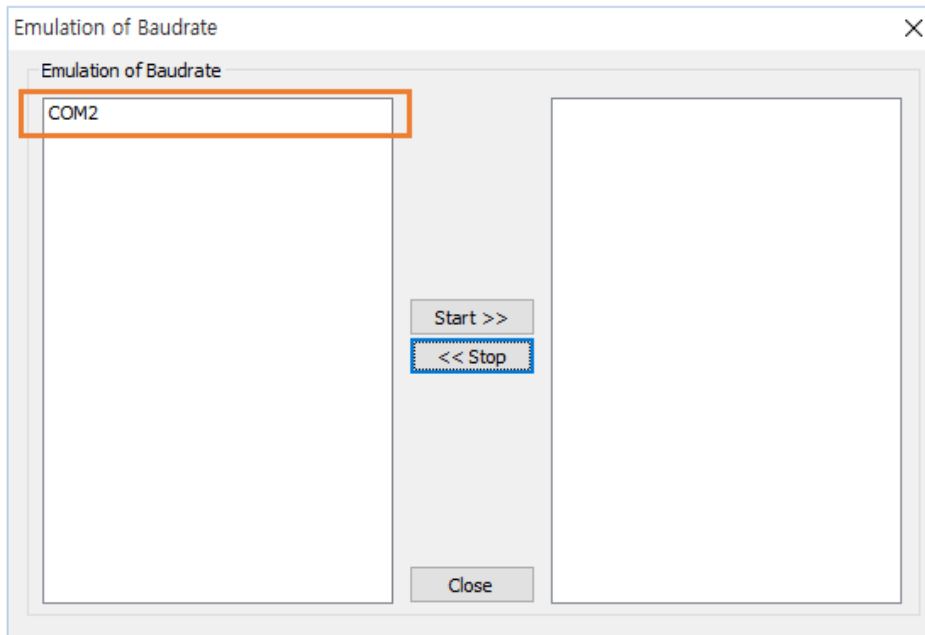 Emulation of Baudrate
Emulation of Baudrate
COM2
Start >>
<< Stop
Close